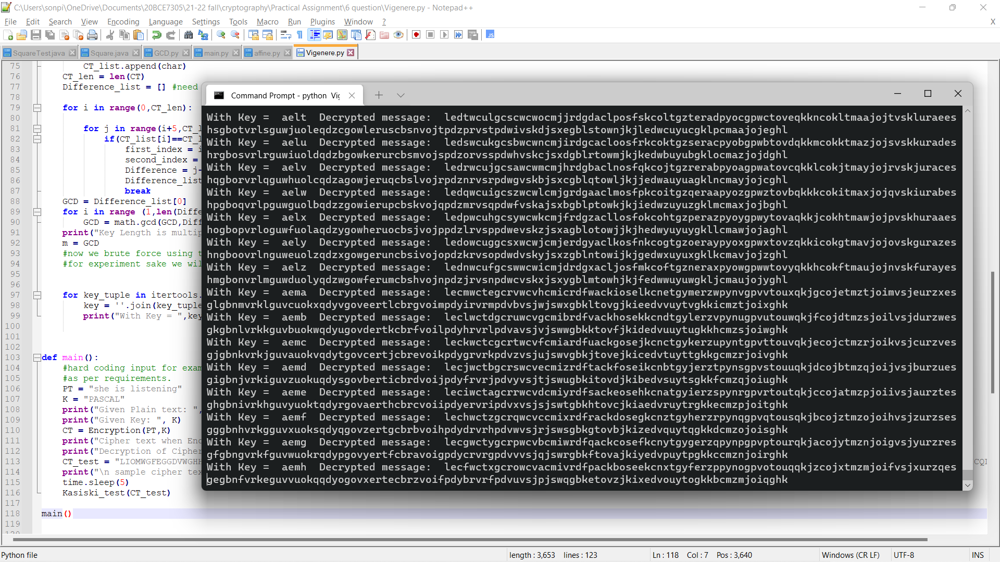 C:\Users\sonpi\OneDrive\Documents\20BCE7305\21-22 fall\cryptography\Practical Assignment\6 question\Vigenere.py - Notepad++
File Edit Search View Encoding Language Settings Tools Macro Run Plugins Window ? X
SquareTest.java Square.java GCD.py main.py affine.py Vigenere.py
75 CT_list.append(char)
76 CT_len = len(CT)
77 Difference_list = [] #need
78
79 for i in range(0,CT_len):
80
81 for j in range(i+5,CT_l
82 if(CT_list[i]==CT_l
83 first_index = i
84 second_index =
85 Difference = j-
86 Difference_list
87 break
88 GCD = Difference_list[0]
89 for i in range (1,len(Diffe
90 GCD = math.gcd(GCD,Diff
91 print("Key Length is multip
92 m = GCD
93 #now we brute force using t
94 #for experiment sake we wil
95
96
97 for key_tuple in itertools.
98 key = ''.join(key_tuple
99 print("With Key = ",key
100
101
102
103 def main():
104 #hard coding input for exam
105 #as per requirements.
106 PT = "she is listening"
107 K = "PASCAL"
108 print("Given Plain text: ",
109 print("Given Key: ", K)
110 CT = Encryption(PT,K)
111 print("Cipher text when Enc
112 print("Decryption of Cipher
113 CT_test = "LIOMWGFEGGDVWGHH CQI
114 print("\n sample cipher tex
115 time.sleep(5)
116 Kasiski_test(CT_test)
117
118 main()
119
120
Command Prompt - python Vig
With Key = aelt Decrypted message: ledtwculgcscwcwocmjjrdgdaclposfskcoltgzteradpyocgpwctoveqkkncokltmaajojtvskluraees
hsgbotvrlsguwjuoleqdzcgowleruscbsnvojtpdzprvstpdwivskdjsxegblstownjkjledwcuyucgklpcmaajojeghl
With Key = aelu Decrypted message: ledswcukgcsbwcwncmjirdgcacloosfrkcoktgzseracpyobgpwbtovdqkkmcokktmazjojsvskkurades
hrgbosvrlrguwiuoldqdzbgowkerurcbsmvojspdzorvsspdwhvskcjsxdgblrtowmjkjkedwbuyubgklocmazjojdghl
With Key = aelv Decrypted message: ledrwcujgcsawcwmcmjhrdgbaclnosfqkcojtgzrerabpyoagpwatovcqkklcokjtmayjojrvskjuraces
hqgborvrlqguwhuolcqdzagowjeruqcbslvojrpdznrvsrpdwgvskbjsxcgblqtowljkjjedwauyuagklncmayjojcghl
With Key = aelw Decrypted message: ledqwcuigcszwcwlcmjgrdgaaclmosfpkcoitgzqeraapyozgpwztovbqkkkcokitmaxjojqvskiurabes
hpgboqvrlpguwguolbqdzzgowierupcbskvojqpdzmrvsqpdwfvskajsxbgblptowkjkjiedwzuyuzgklmcmaxjojbghl
With Key = aelx Decrypted message: ledpwcuhgcsywcwkcmjfrdgzacllosfokcohtgzperazpyoygpwytovaqkkjcokhtmawjojpvskhuraaes
hogbopvrloguwfuolaqdzygowheruocbsjvojppdzlrvsppdwevskzjsxagblotowjjkjhedwyuyuygkllcmawjojaghl
With Key = aely Decrypted message: ledowcuggcsxwcwjcmjerdgyaclkosfnkcogtgzoeraypyoxgpwxtovzqkkicokgtmavjojovskgurazes
hngboovrlnguweuolzqdzxgowgeruncbsivojopdzkrvsopdwdvskyjsxzgblntowijkjgedwxuyuxgklkcmavjojzghl
With Key = aelz Decrypted message: lednwcufgcswwcwicmjdrdgxacljosfmkcoftgzneraxpyowgpwwtovyqkkhcokftmaujojnvskfurayes
hmgbonvrlmguwduolyqdzwgowferumcbshvojnpdzjrvsnpdwcvskxjsxygblmtowhjkjfedwwuyuwgkljcmaujojyghl
With Key = aema Decrypted message: lecmwctegcrvwcvhcmicrdfwackioselkcnetgymerzwpynvgpvvtouxqkjgcojetmztjoimvsjeurzxes
glgbnmvrklguvcuokxqdyvgoveertlcbrgvoimpdyirvrmpdvbvsjwjswxgbkltovgjkieedvvuytvgkkicmztjoixghk
With Key = aemb Decrypted message: leclwctdgcruwcvgcmibrdfvackhosekkcndtgylerzvpynugpvutouwqkjfcojdtmzsjoilvsjdurzwes
gkgbnlvrkkguvbuokwqdyugovdertkcbrfvoilpdyhrvrlpdvavsjvjswwgbkktovfjkidedvuuytugkkhcmzsjoiwghk
With Key = aemc Decrypted message: leckwctcgcrtwcvfcmiardfuackgosejkcnctgykerzupyntgpvttouvqkjecojctmzrjoikvsjcurzves
gjgbnkvrkjguvauokvqdytgovcertjcbrevoikpdygrvrkpdvzvsjujswvgbkjtovejkicedvtuyttgkkgcmzrjoivghk
With Key = aemd Decrypted message: lecjwctbgcrswcvecmizrdftackfoseikcnbtgyjerztpynsgpvstouuqkjdcojbtmzqjoijvsjburzues
gigbnjvrkiguvzuokuqdysgovberticbrdvoijpdyfrvrjpdvyvsjtjswugbkitovdjkibedvsuytsgkkfcmzqjoiughk
With Key = aeme Decrypted message: leciwctagcrrwcvdcmiyrdfsackeosehkcnatgyierzspynrgpvrtoutqkjccojatmzpjoiivsjaurztes
ghgbnivrkhguvyuoktqdyrgovaerthcbrcvoiipdyervripdvxvsjsjswtgbkhtovcjkiaedvruytrgkkecmzpjoitghk
With Key = aemf Decrypted message: lechwctzgcrqwcvccmixrdfrackdosegkcnztgyherzrpynqgpvqtousqkjbcojztmzojoihvsjzurzses
gggbnhvrkgguvxuoksqdyqgovzertgcbrbvoihpdydrvrhpdvwvsjrjswsgbkgtovbjkizedvquytqgkkdcmzojoisghk
With Key = aemg Decrypted message: lecgwctygcrpwcvbcmiwrdfqackcosefkcnytgygerzqpynpgpvptourqkjacojytmznjoigvsjyurzres
gfgbngvrkfguvwuokrqdypgovyertfcbravoigpdycrvrgpdvvvsjqjswrgbkftovajkiyedvpuytpgkkccmznjoirghk
With Key = aemh Decrypted message: lecfwctxgcrowcvacmivrdfpackboseekcnxtgyferzppynogpvotouqqkjzcojxtmzmjoifvsjxurzqes
gegbnfvrkeguvvuokqqdyogovxertecbrzvoifpdybrvrfpdvuvsjpjswqgbketovzjkixedvouytogkkbcmzmjoiqghk
Python file length : 3,653 lines : 123 Ln : 118 Col : 7 Pos : 3,640 Windows (CR LF) UTF-8 INS